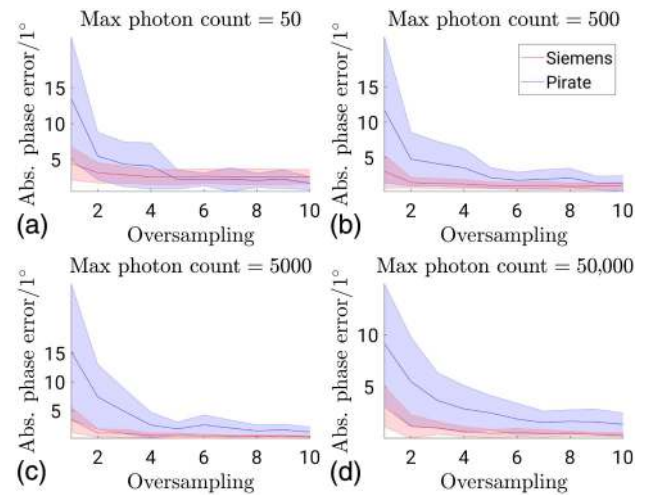 Max photon count = 50
Abs. phase error/1°
15
10
5
2 4 6 8 10
Oversampling
(a)
Max photon count = 500
Abs. phase error/1°
Siemens
Pirate
15
10
5
2 4 6 8 10
Oversampling
(b)
Max photon count = 5000
Abs. phase error/1°
15
10
5
2 4 6 8 10
Oversampling
(c)
Max photon count = 50,000
Abs. phase error/1°
10
5
2 4 6 8 10
Oversampling
(d)